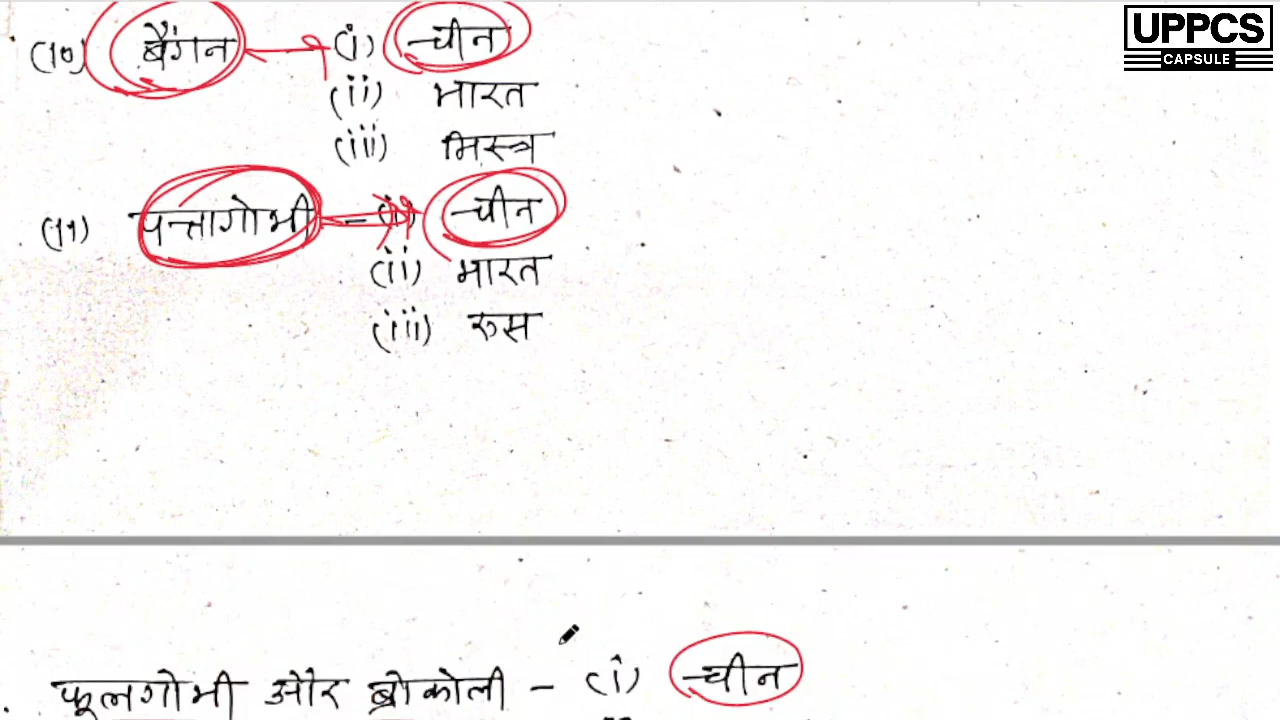 UPPCS
CAPSULE
(10) बैंगन (i) चीन
(ii) भारत
(iii) मिस्त्र
(11) पत्तागोभी - (i) चीन
(ii) भारत
(iii) रूस
फूलगोभी और ब्रोकोली - (i) चीन